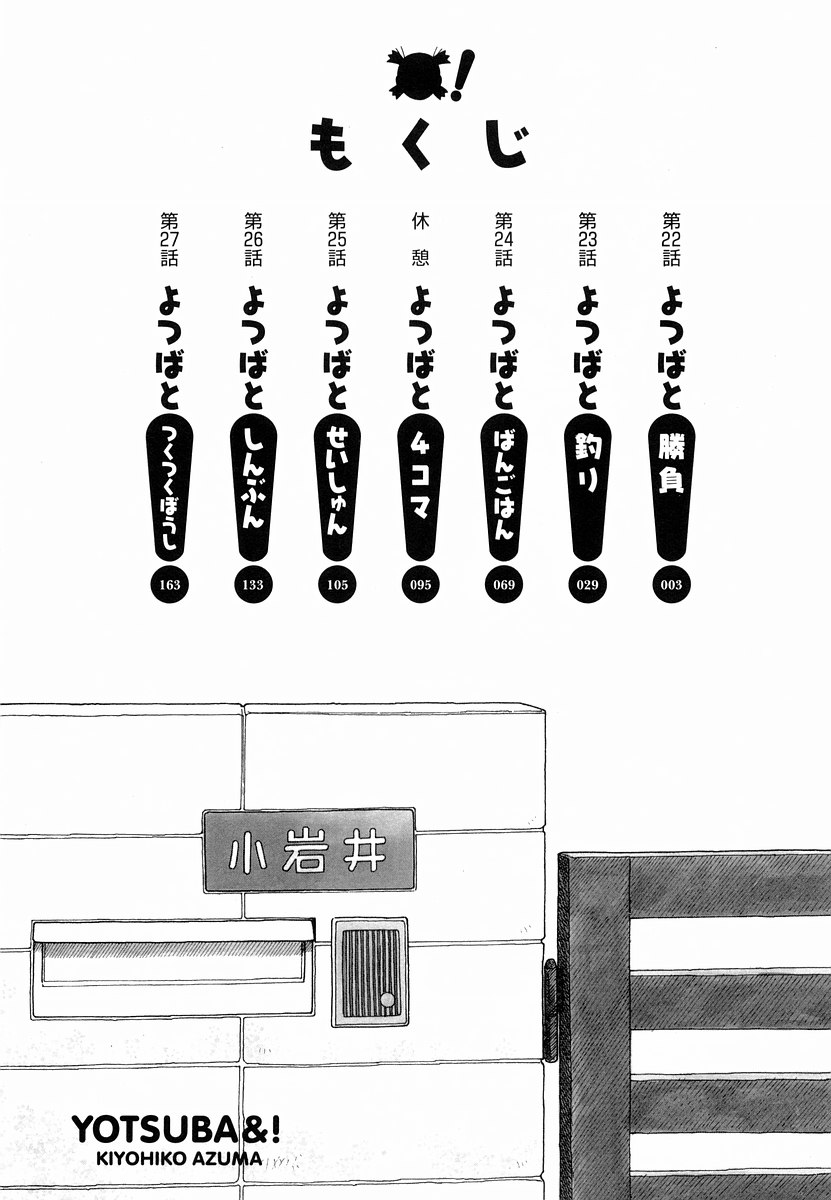 もくじ
第22話 よつばと勝負 003
第23話 よつばと釣り 029
第24話 よつばとばんごはん 069
休憩 よつばと4コマ 095
第25話 よつばとせいしゅん 105
第26話 よつばとしんぶん 133
第27話 よつばとつくつくぼうし 163
小岩井
YOTSUBA&!
KIYOHIKO AZUMA